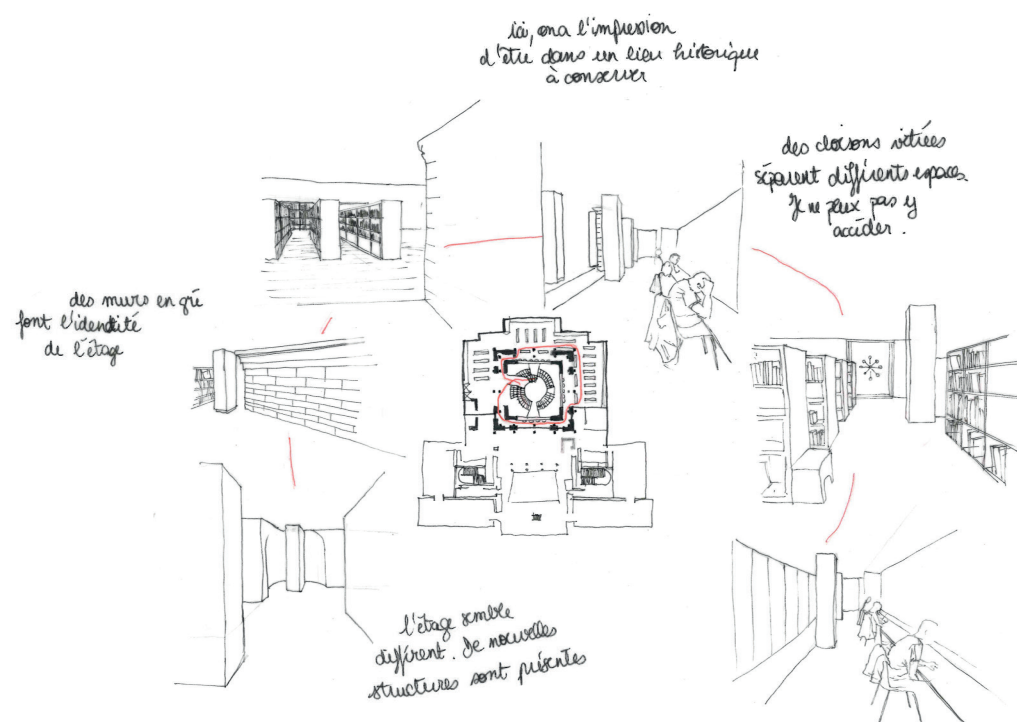 ici, on a l'impression
d'être dans un lieu historique
à conserver
des cloisons vitrées
séparent différents espaces.
Je ne peux pas y
accéder.
des murs en gré
font l'identité
de l'étage
l'étage semble
différent. De nouvelles
structures sont présentes